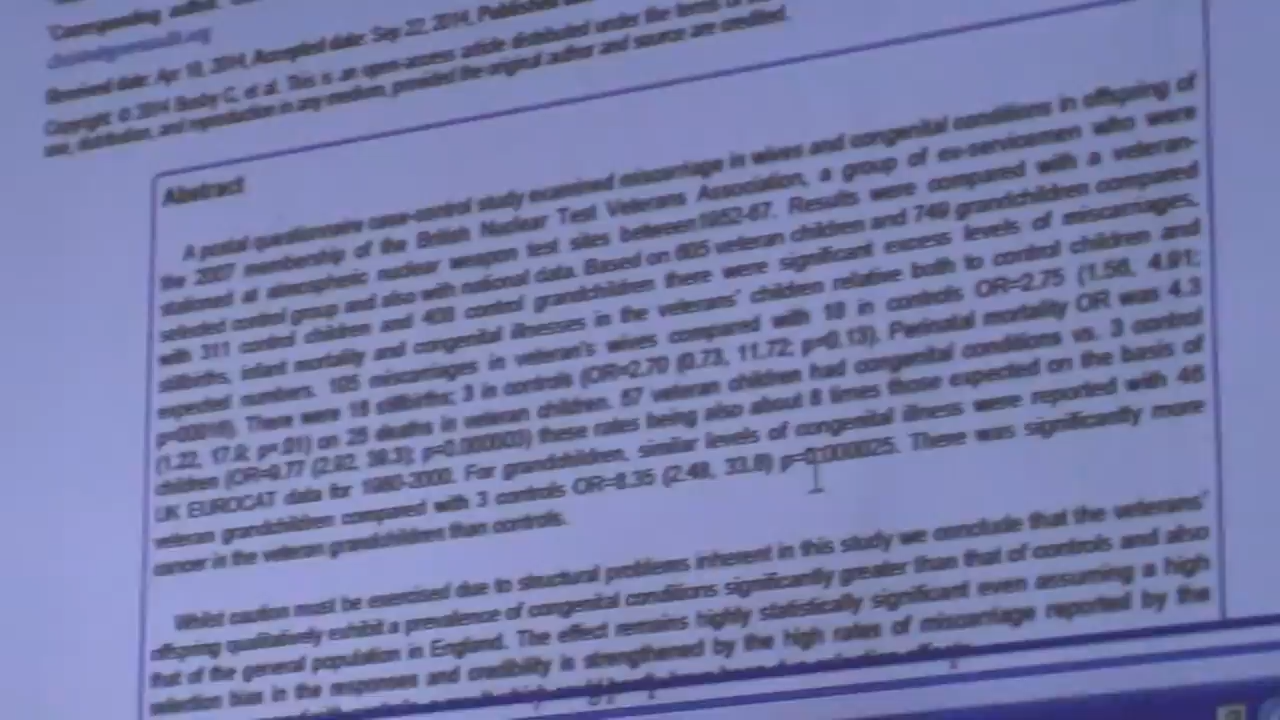 *Corresponding author:
Received date: Apr 19, 2014, Accepted date: Sep 22, 2014, Published
Copyright: © 2014 Busby C, et al. This is an open-access article distributed under the terms of
use, distribution, and reproduction in any medium, provided the original author and source are credited.
Abstract
A postal questionnaire case-control study examined miscarriage in wives and congenital conditions in offspring of
the 2007 membership of the British Nuclear Test Veterans Association, a group of ex-servicemen who were
stationed at atmospheric nuclear weapon test sites between 1952-67. Results were compared with a veteran-
selected control group and also with national data. Based on 605 veteran children and 749 grandchildren compared
with 311 control children and 408 control grandchildren there were significant excess levels of miscarriages,
stillbirths, infant mortality and congenital illnesses in the veterans' children relative both to control children and
expected numbers. 105 miscarriages in veteran's wives compared with 18 in controls OR=2.75 (1.56, 4.91;
p=.00016). There were 16 stillbirths; 3 in controls (OR=2.70 (0.73, 11.72; p=0.13). Perinatal mortality OR was 4.3
(1.22, 17.9; p=.01) on 25 deaths in veteran children. 57 veteran children had congenital conditions vs. 3 control
children (OR=9.77 (2.92, 39.3); p=0.000003) these rates being also about 8 times those expected on the basis of
UK EUROCAT data for 1980-2000. For grandchildren, similar levels of congenital illness were reported with 46
veteran grandchildren compared with 3 controls OR=8.35 (2.48, 33.8) p=0.000025. There was significantly more
cancer in the veteran grandchildren than controls.
Whilst caution must be exercised due to structural problems inherent in this study we conclude that the veterans'
offspring qualitatively exhibit a prevalence of congenital conditions significantly greater than that of controls and also
that of the general population in England. The effect remains highly statistically significant even assuming a high
selection bias in the responses and credibility is strengthened by the high rates of miscarriage reported by the